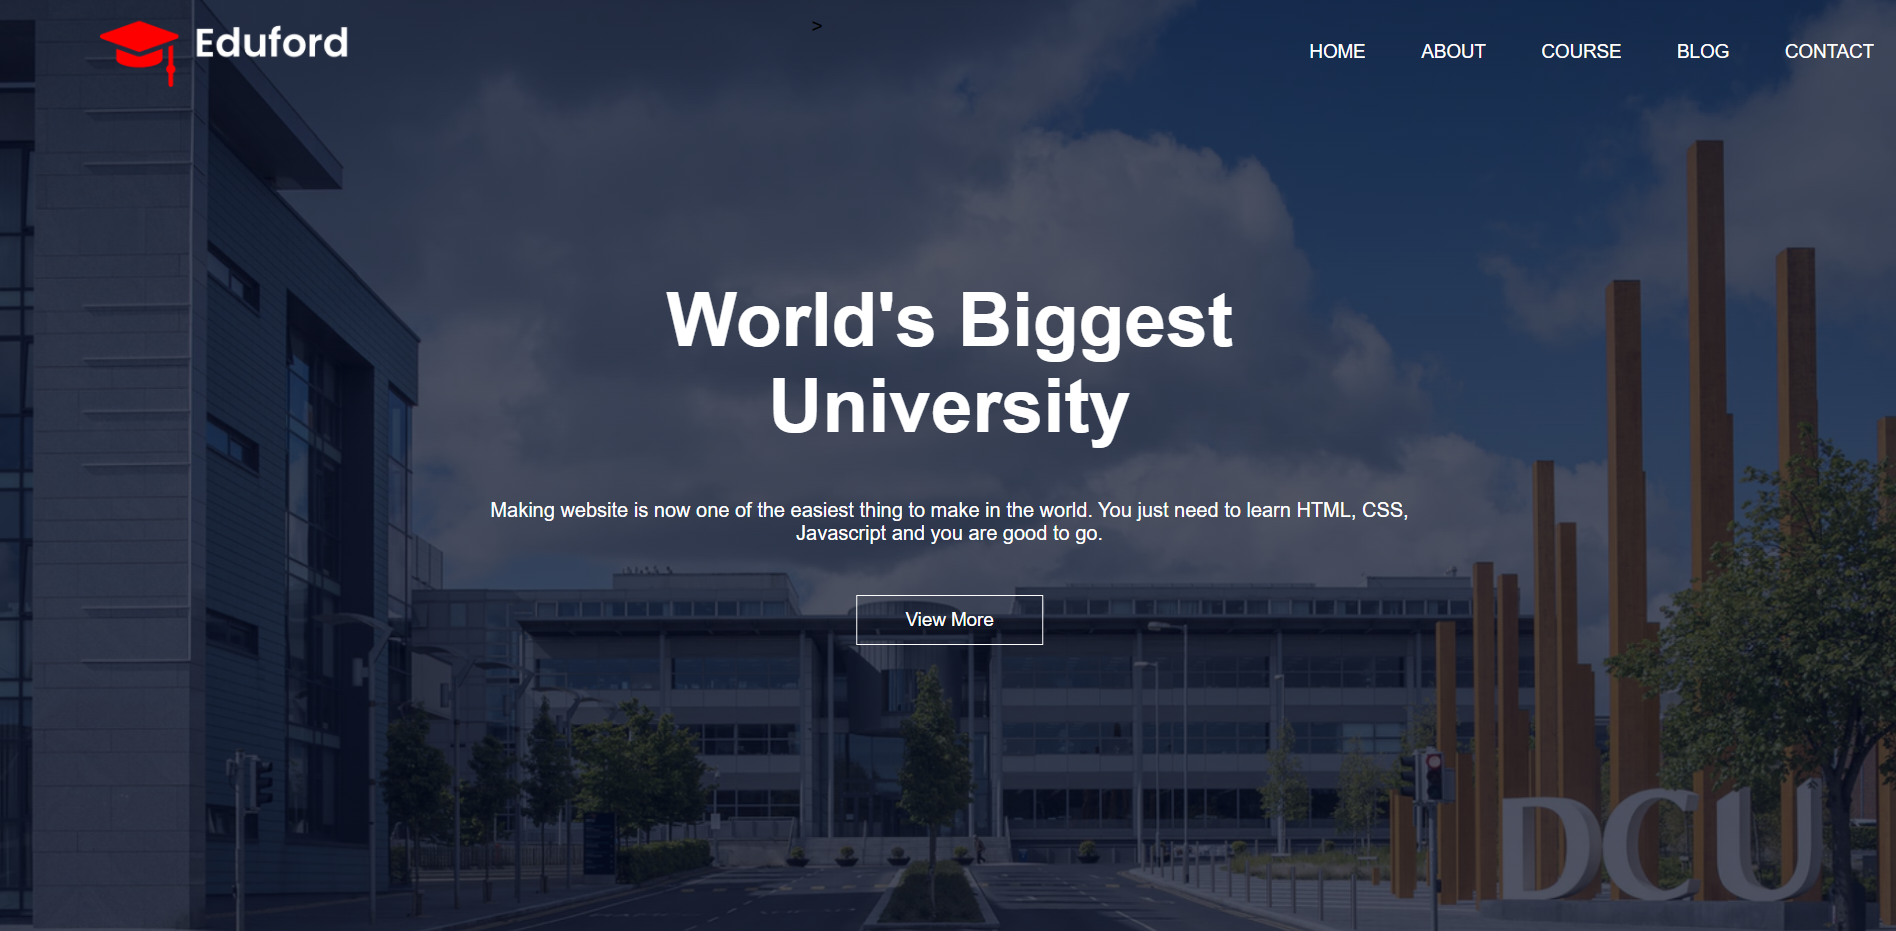 Eduford
>
HOME
ABOUT
COURSE
BLOG
CONTACT
World's Biggest
University
Making website is now one of the easiest thing to make in the world. You just need to learn HTML, CSS,
Javascript and you are good to go.
View More
DCU